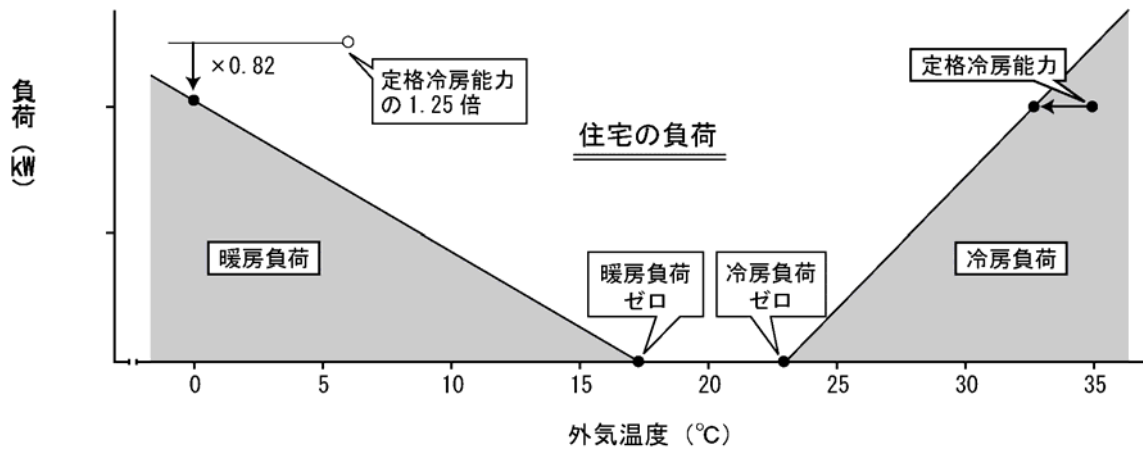 ×0.82
定格冷房能力
の 1.25 倍
定格冷房能力
負荷(kW)
住宅の負荷
暖房負荷
暖房負荷
ゼロ
冷房負荷
ゼロ
冷房負荷
0 5 10 15 20 25 30 35
外気温度 (℃)